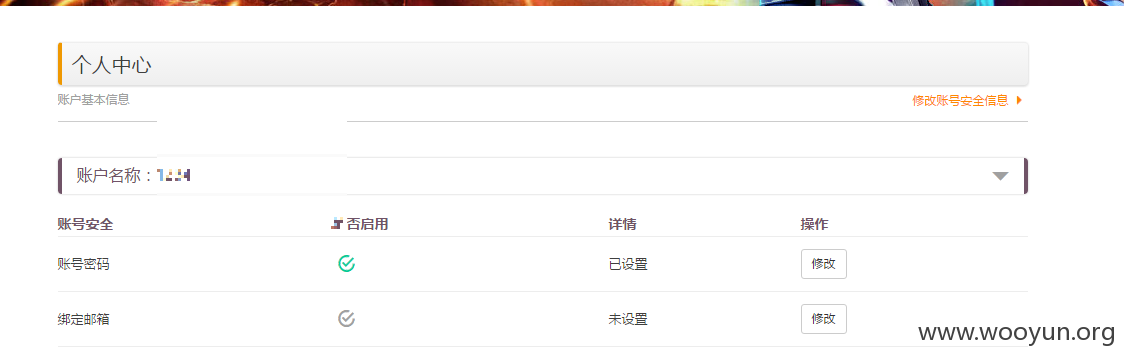 个人中心
账户基本信息 修改账号安全信息
账户名称：
账号安全 否启用 详情 操作
账号密码 已设置 修改
绑定邮箱 未设置 修改
www.wooyun.org